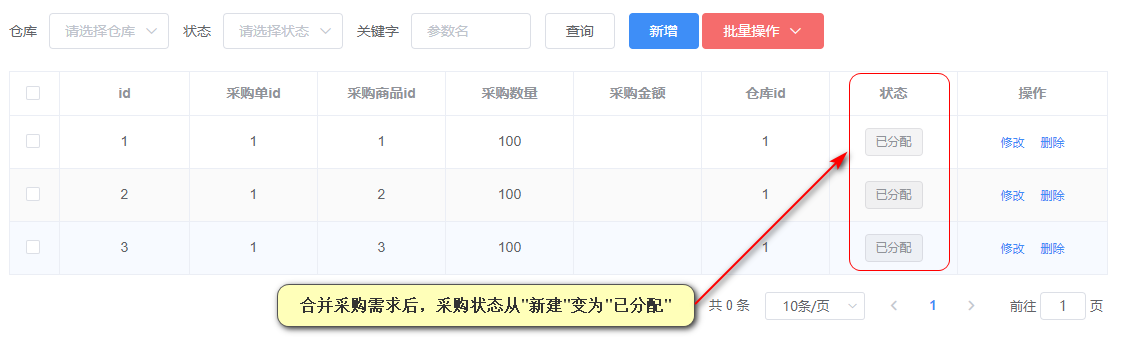 仓库 请选择仓库 状态 请选择状态 关键字 参数名 查询 新增 批量操作
id 采购单id 采购商品id 采购数量 采购金额 仓库id 状态 操作
1 1 1 100 1 已分配 修改 删除
2 1 2 100 1 已分配 修改 删除
3 1 3 100 1 已分配 修改 删除
合并采购需求后，采购状态从"新建"变为"已分配"
共 0 条 10条/页 1 前往 1 页